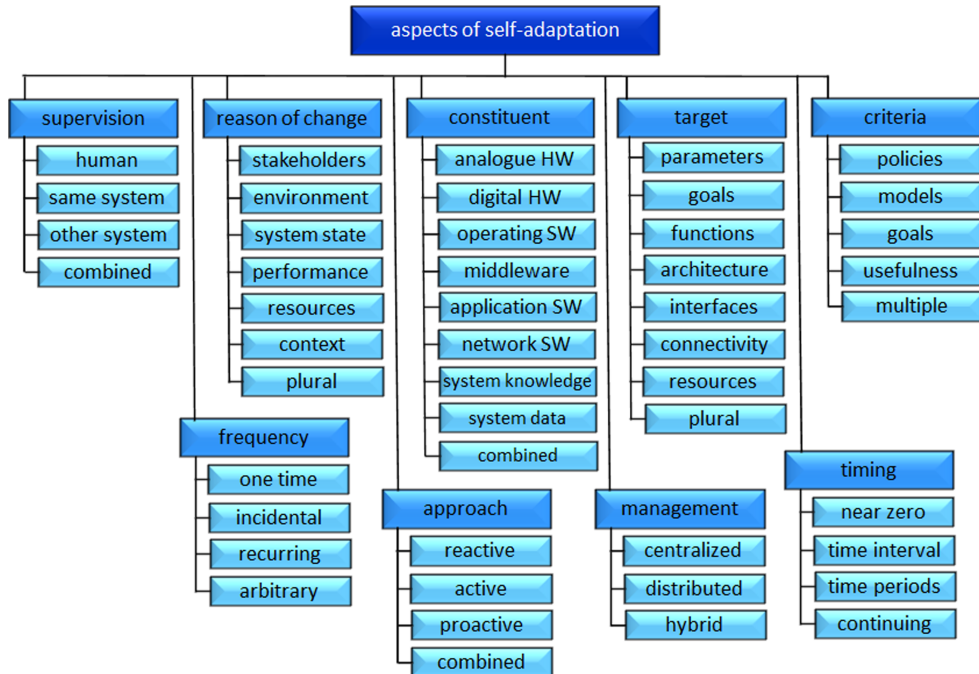 aspects of self-adaptation
supervision
human
same system
other system
combined
reason of change
stakeholders
environment
system state
performance
resources
context
plural
constituent
analogue HW
digital HW
operating SW
middleware
application SW
network SW
system knowledge
system data
combined
target
parameters
goals
functions
architecture
interfaces
connectivity
resources
plural
criteria
policies
models
goals
usefulness
multiple
frequency
one time
incidental
recurring
arbitrary
approach
reactive
active
proactive
combined
management
centralized
distributed
hybrid
timing
near zero
time interval
time periods
continuing